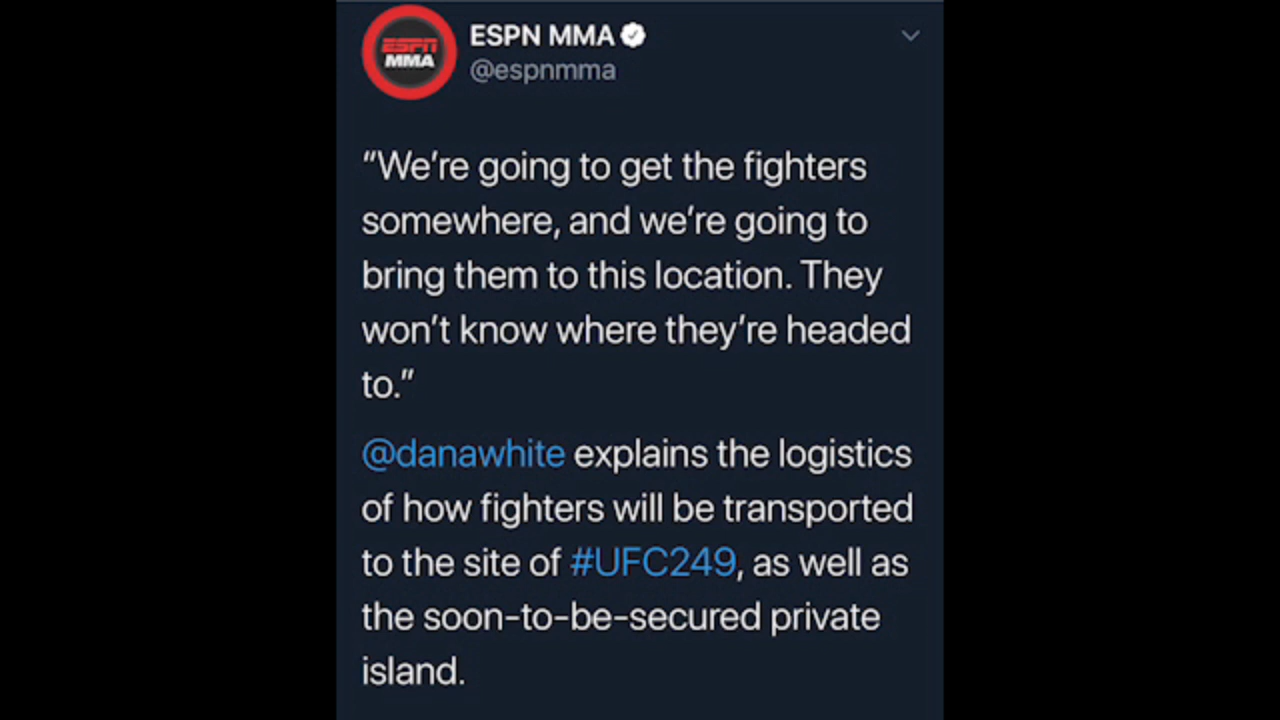 ESPN MMA
ESPN MMA
@espnmma
“We’re going to get the fighters
somewhere, and we’re going to
bring them to this location. They
won’t know where they’re headed
to.”
@danawhite explains the logistics
of how fighters will be transported
to the site of #UFC249, as well as
the soon-to-be-secured private
island.